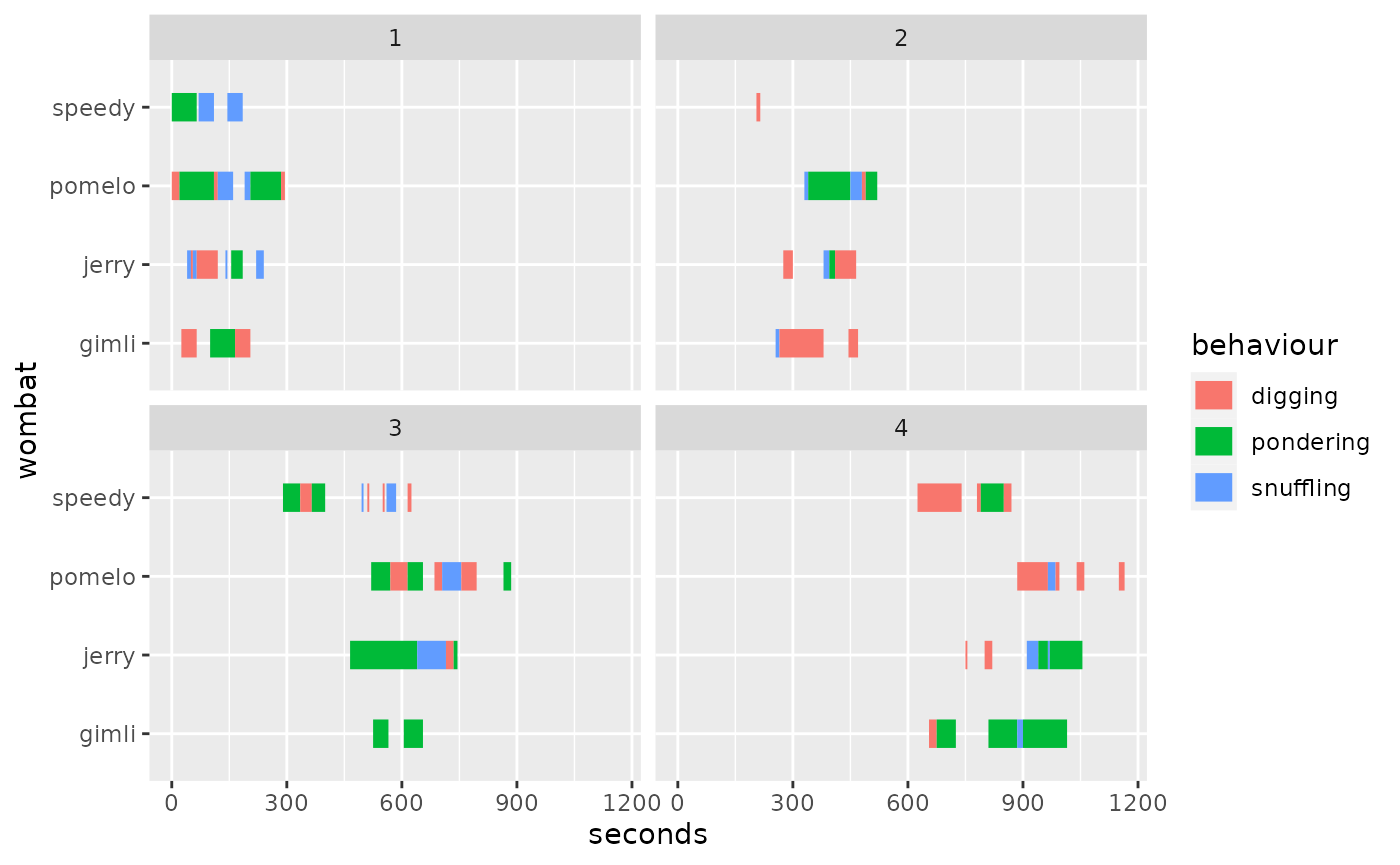 1
2
speedy
pomelo
jerry
gimli
3
4
speedy
pomelo
jerry
gimli
0 300 600 900 1200
0 300 600 900 1200
seconds
wombat
behaviour
digging
pondering
snuffling